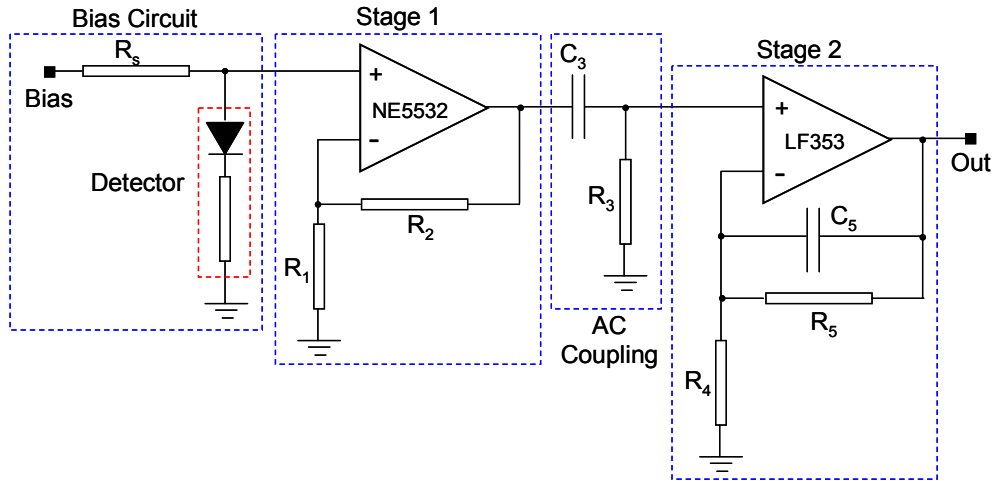 Bias Circuit
Stage 1
Stage 2
Rs
Bias
Detector
+
NE5532
-
R2
R1
C3
R3
AC
Coupling
+
LF353
-
Out
C5
R5
R4